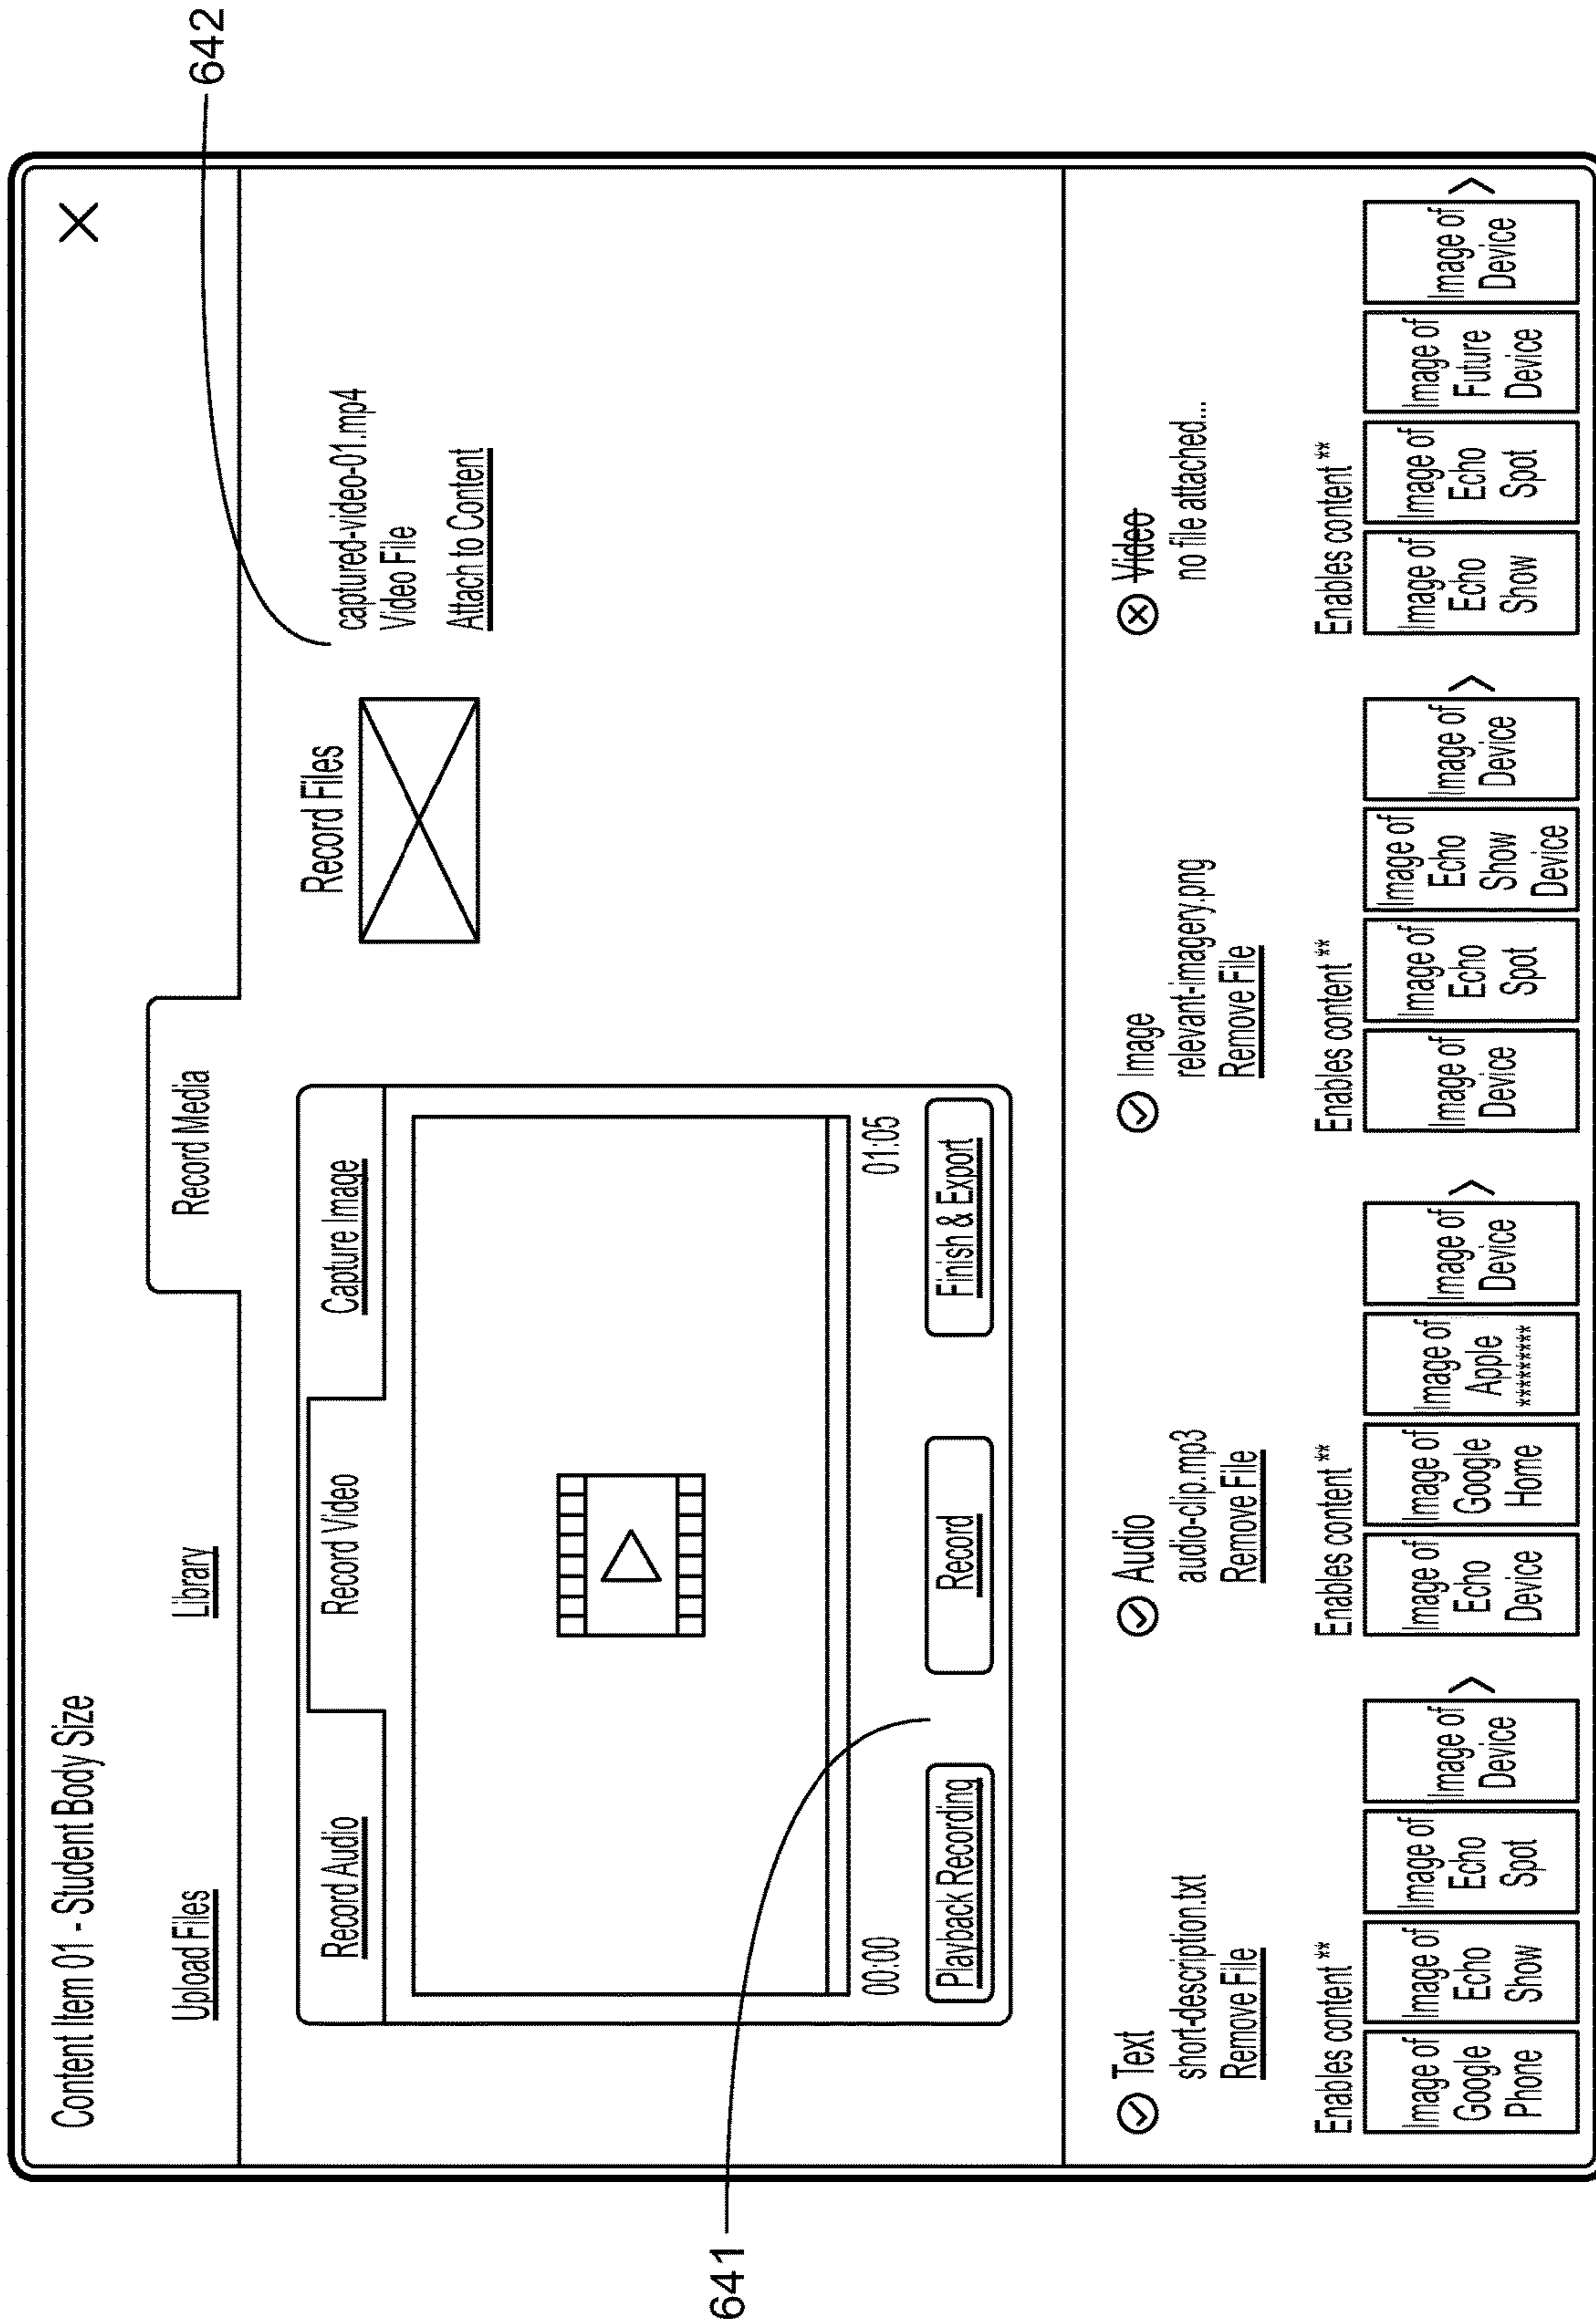 642
Content Item 01 - Student Body Size
Upload Files
Library
Record Media
Record Audio
Record Video
Capture Image
00:00
01:05
Playback Recording
Record
Finish & Export
641
Record Files
captured-video-01.mp4
Video File
Attach to Content
Text
short-description.txt
Remove File
Enables content **
Image of
Google
Phone
Image of
Echo
Show
Image of
Echo
Spot
Image of
Device
Audio
audio-clip.mp3
Remove File
Enables content **
Image of
Echo
Device
Image of
Google
Home
Image of
Apple
*********
Image of
Device
Image
relevant-imagery.png
Remove File
Enables content **
Image of
Device
Image of
Echo
Spot
Image of
Echo
Show
Device
Image of
Device
Video
no file attached...
Enables content **
Image of
Echo
Show
Image of
Echo
Spot
Image of
Future
Device
Image of
Device